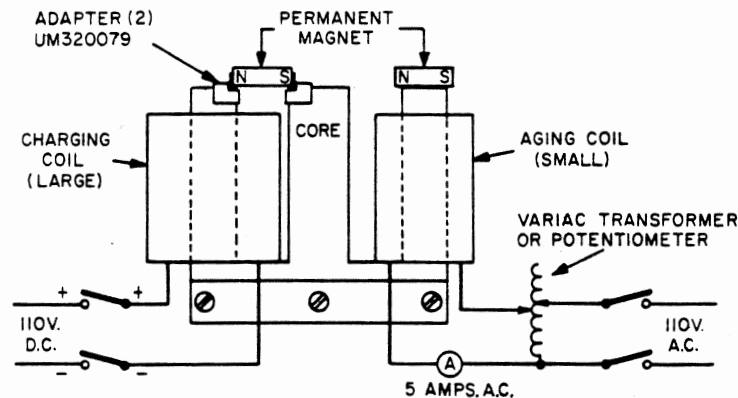 ADAPTER (2)
UM320079
PERMANENT
MAGNET
N S
N S
CORE
CHARGING
COIL
(LARGE)
AGING COIL
(SMALL)
VARIAC TRANSFORMER
OR POTENTIOMETER
+ +
110V.
D.C.
– –
110V.
A.C.
A
5 AMPS. A.C.